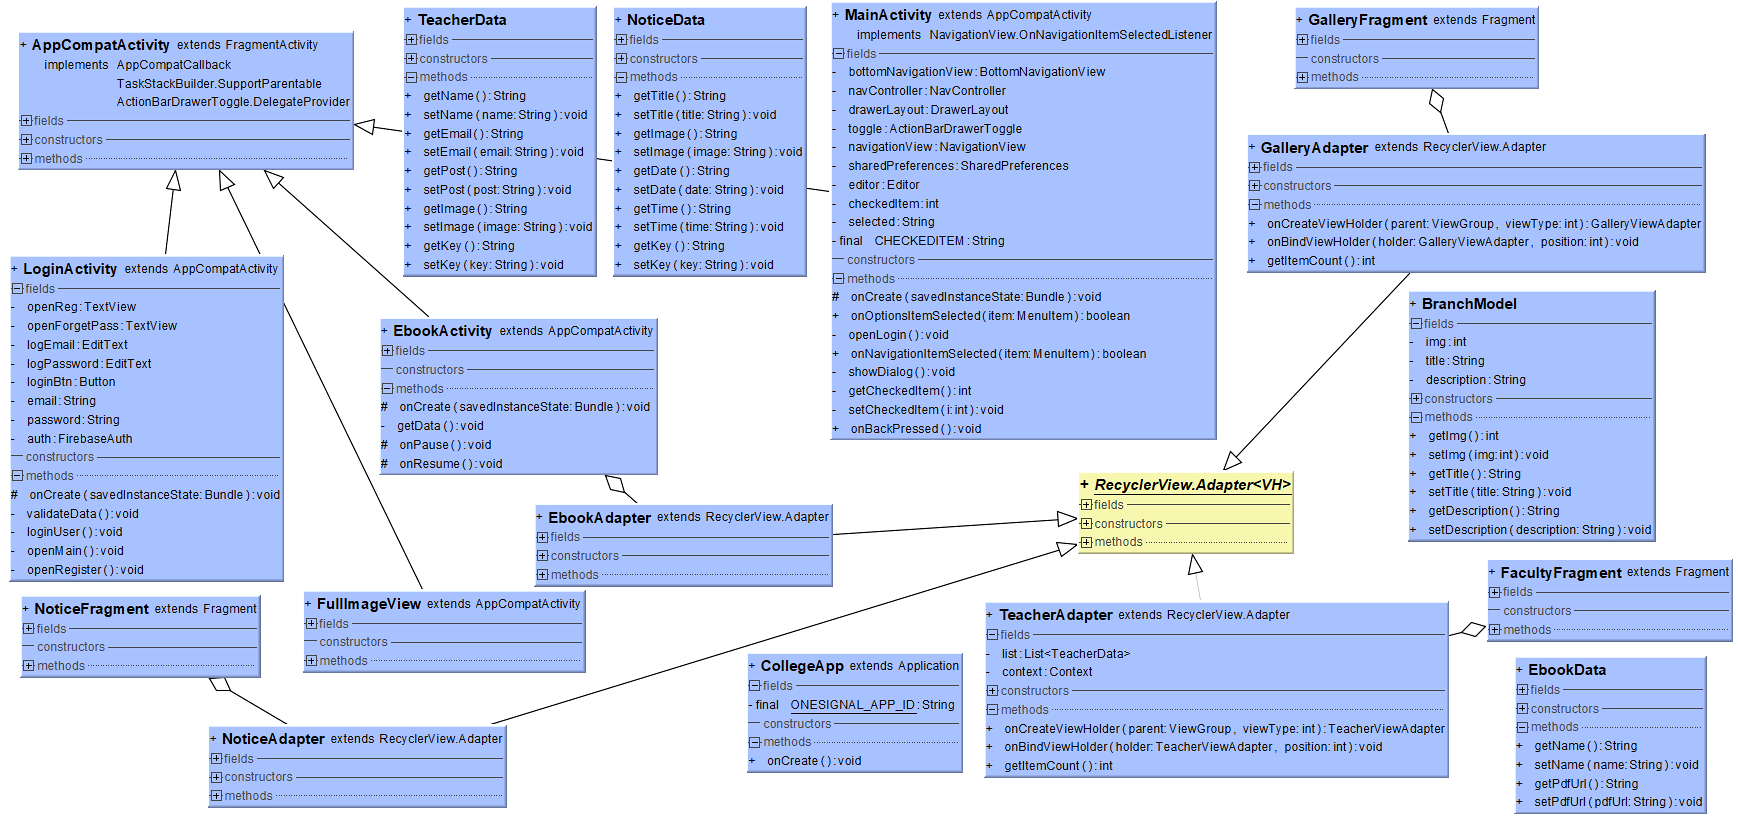 + AppCompatActivity extends FragmentActivity
implements AppCompatCallback
TaskStackBuilder.SupportParentable
ActionBarDrawerToggle.DelegateProvider
fields
constructors
methods
+ TeacherData
fields
constructors
methods
+ getName(): String
+ setName(name: String): void
+ getEmail(): String
+ setEmail(email: String): void
+ getPost(): String
+ setPost(post: String): void
+ getImage(): String
+ setImage(image: String): void
+ getKey(): String
+ setKey(key: String): void
+ NoticeData
fields
constructors
methods
+ getTitle(): String
+ setTitle(title: String): void
+ getImage(): String
+ setImage(image: String): void
+ getDate(): String
+ setDate(date: String): void
+ getTime(): String
+ setTime(time: String): void
+ getKey(): String
+ setKey(key: String): void
+ MainActivity extends AppCompatActivity
implements NavigationView.OnNavigationItemSelectedListener
fields
- bottomNavigationView: BottomNavigationView
- navController: NavController
- drawerLayout: DrawerLayout
- toggle: ActionBarDrawerToggle
- navigationView: NavigationView
- sharedPreferences: SharedPreferences
- editor: Editor
- checkedItem: int
- selected: String
- final CHECKEDITEM: String
constructors
methods
# onCreate(savedInstanceState: Bundle): void
+ onOptionsItemSelected(item: MenuItem): boolean
- openLogin(): void
+ onNavigationItemSelected(item: MenuItem): boolean
- showDialog(): void
- getCheckedItem(): int
- setCheckedItem(i: int): void
+ onBackPressed(): void
+ GalleryFragment extends Fragment
fields
constructors
methods
+ GalleryAdapter extends RecyclerView.Adapter
fields
constructors
methods
+ onCreateViewHolder(parent: ViewGroup, viewType: int): GalleryViewAdapter
+ onBindViewHolder(holder: GalleryViewAdapter, position: int): void
+ getItemCount(): int
+ LoginActivity extends AppCompatActivity
fields
- openReg: TextView
- openForgetPass: TextView
- logEmail: EditText
- logPassword: EditText
- loginBtn: Button
- email: String
- password: String
- auth: FirebaseAuth
constructors
methods
# onCreate(savedInstanceState: Bundle): void
- validateData(): void
- loginUser(): void
- openMain(): void
- openRegister(): void
+ EbookActivity extends AppCompatActivity
fields
constructors
methods
# onCreate(savedInstanceState: Bundle): void
- getData(): void
# onPause(): void
# onResume(): void
+ BranchModel
fields
- img: int
- title: String
- description: String
constructors
methods
+ getImg(): int
+ setImg(img: int): void
+ getTitle(): String
+ setTitle(title: String): void
+ getDescription(): String
+ setDescription(description: String): void
+ RecyclerView.Adapter<VH>
fields
constructors
methods
+ EbookAdapter extends RecyclerView.Adapter
fields
constructors
methods
+ NoticeFragment extends Fragment
fields
constructors
methods
+ FullImageView extends AppCompatActivity
fields
constructors
methods
+ TeacherAdapter extends RecyclerView.Adapter
fields
- list: List<TeacherData>
- context: Context
constructors
methods
+ onCreateViewHolder(parent: ViewGroup, viewType: int): TeacherViewAdapter
+ onBindViewHolder(holder: TeacherViewAdapter, position: int): void
+ getItemCount(): int
+ FacultyFragment extends Fragment
fields
constructors
methods
+ CollegeApp extends Application
fields
- final ONESIGNAL_APP_ID: String
constructors
methods
+ onCreate(): void
+ EbookData
fields
constructors
methods
+ getName(): String
+ setName(name: String): void
+ getPdfUrl(): String
+ setPdfUrl(pdfUrl: String): void
+ NoticeAdapter extends RecyclerView.Adapter
fields
constructors
methods